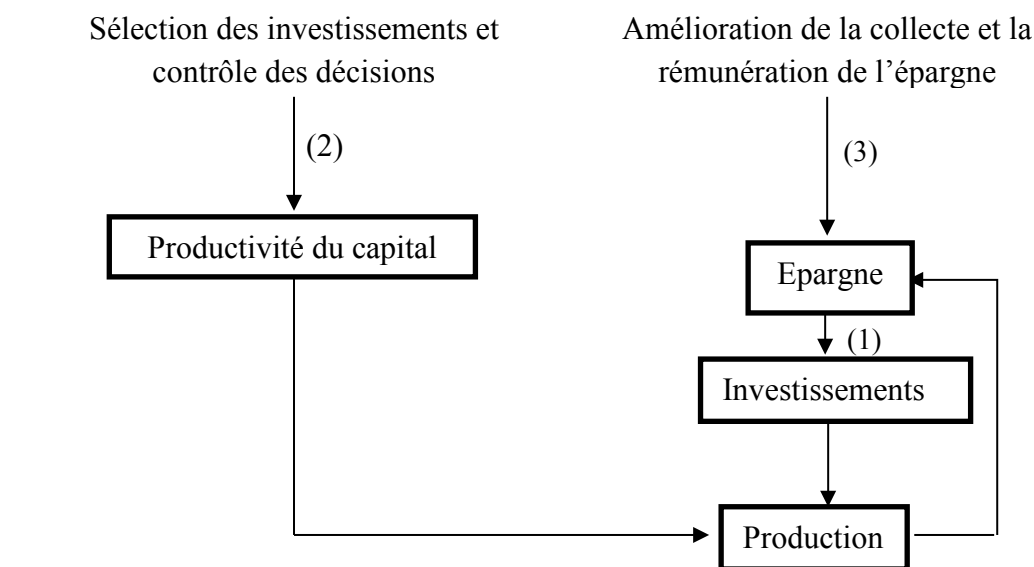 Sélection des investissements et
contrôle des décisions
Amélioration de la collecte et la
rémunération de l’épargne
(2)
(3)
Productivité du capital
Epargne
(1)
Investissements
Production